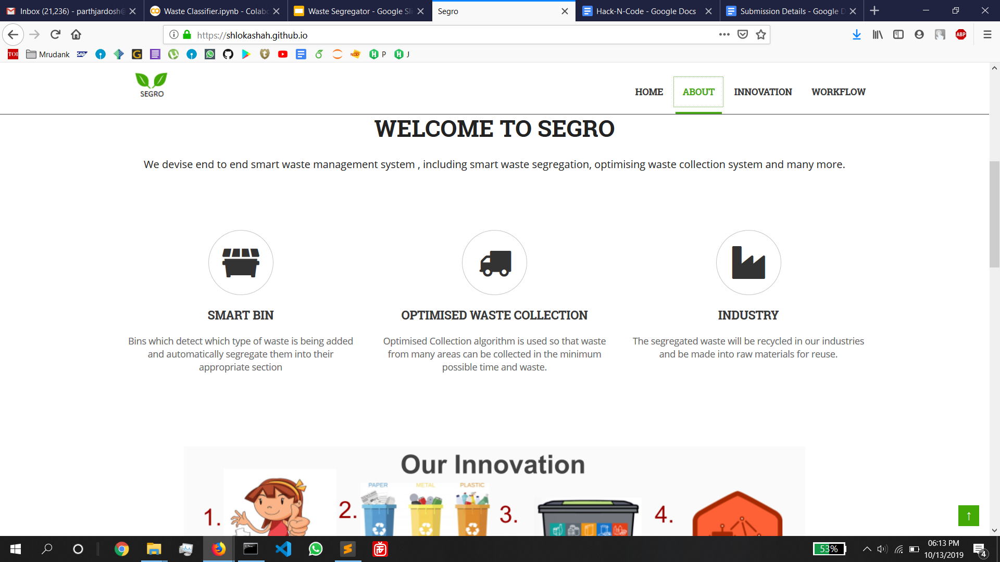 Inbox (21,236) - parthjardosh@
Waste Classifier.ipynb - Colabo
Waste Segregator - Google Sli
Segro
Hack-N-Code - Google Docs
Submission Details - Google D
https://shlokashah.github.io
ABP
TOI
Mrudank
SAP
P
J
SEGRO
HOME
ABOUT
INNOVATION
WORKFLOW
WELCOME TO SEGRO
We devise end to end smart waste management system , including smart waste segregation, optimising waste collection system and many more.
SMART BIN
Bins which detect which type of waste is being added
and automatically segregate them into their
appropriate section
OPTIMISED WASTE COLLECTION
Optimised Collection algorithm is used so that waste
from many areas can be collected in the minimum
possible time and waste.
INDUSTRY
The segregated waste will be recycled in our industries
and be made into raw materials for reuse.
Our Innovation
1.
2.
PAPER
METAL
PLASTIC
3.
4.
53%
06:13 PM
10/13/2019
4